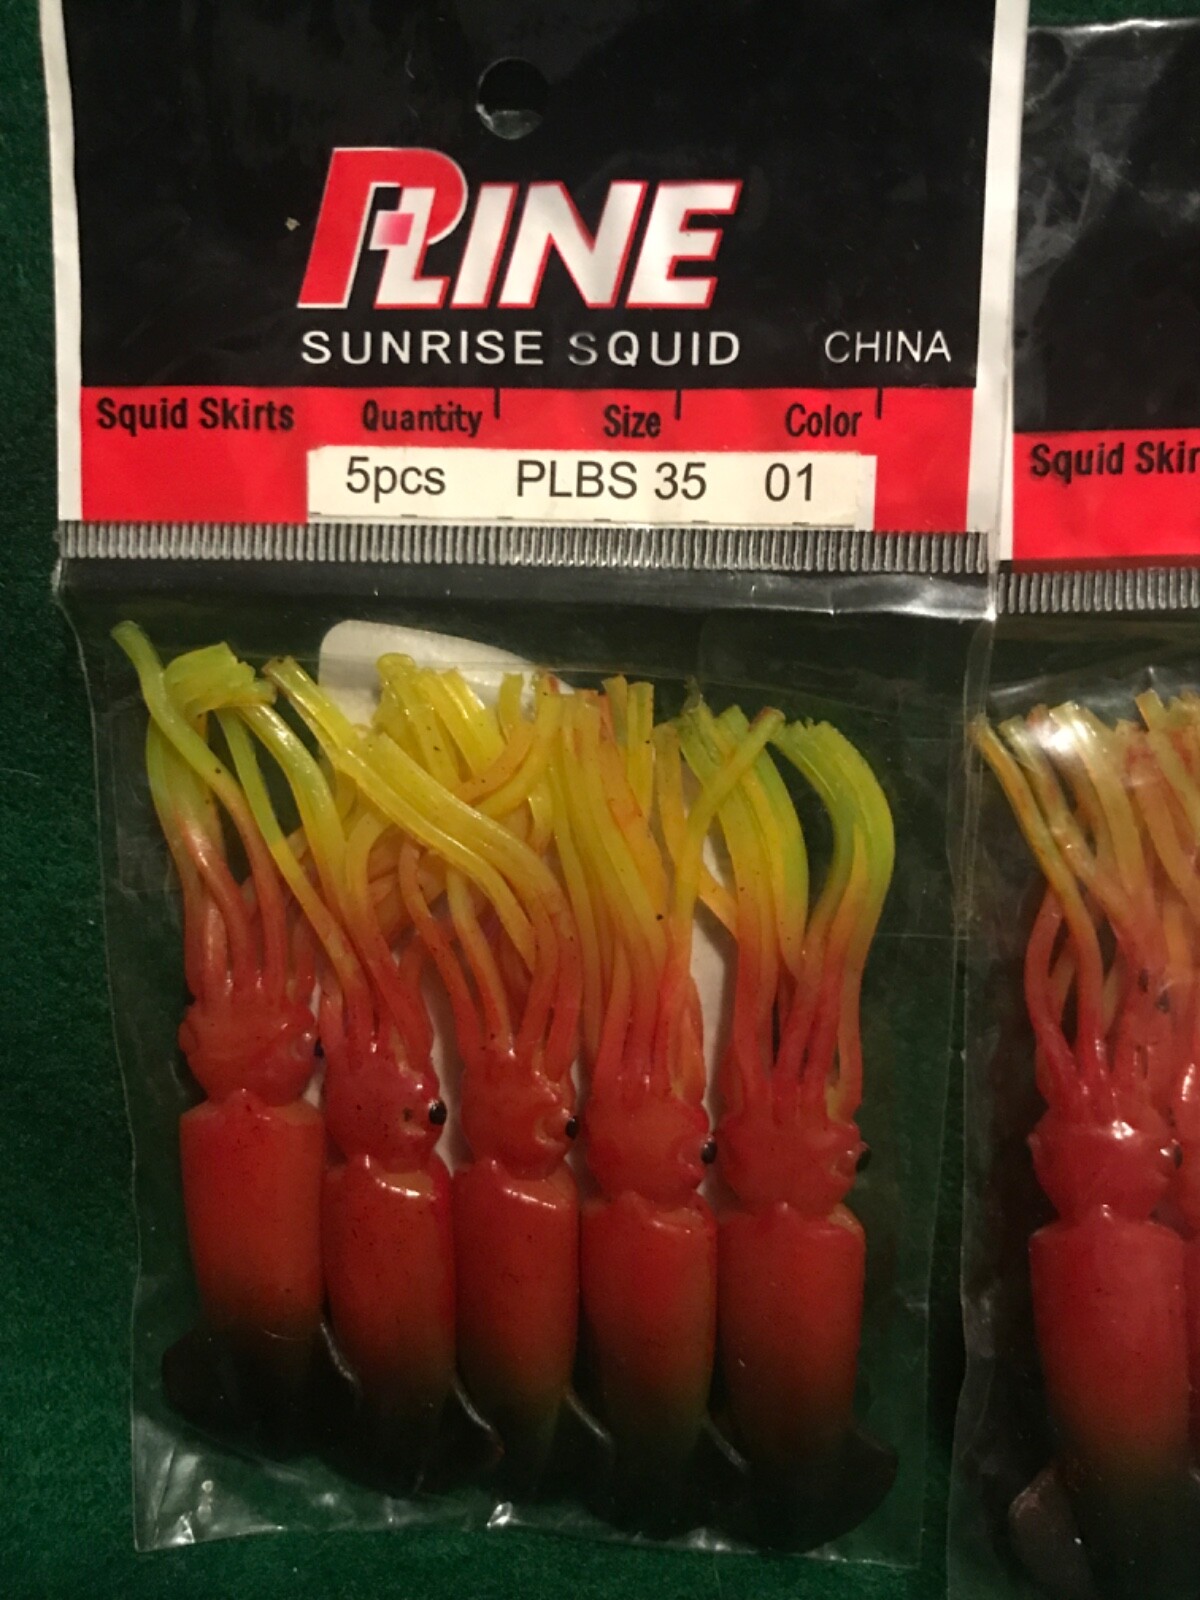 PLINE
SUNRISE SQUID CHINA
Squid Skirts Quantity Size Color
5pcs PLBS 35 01
Squid Skir